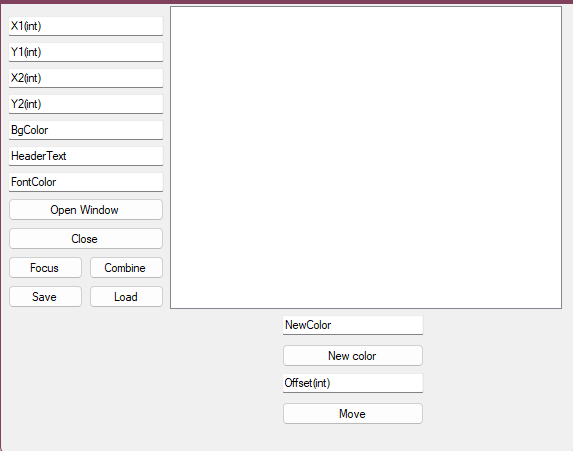 X1(int)
Y1(int)
X2(int)
Y2(int)
BgColor
HeaderText
FontColor
Open Window
Close
Focus Combine
Save Load
NewColor
New color
Offset(int)
Move